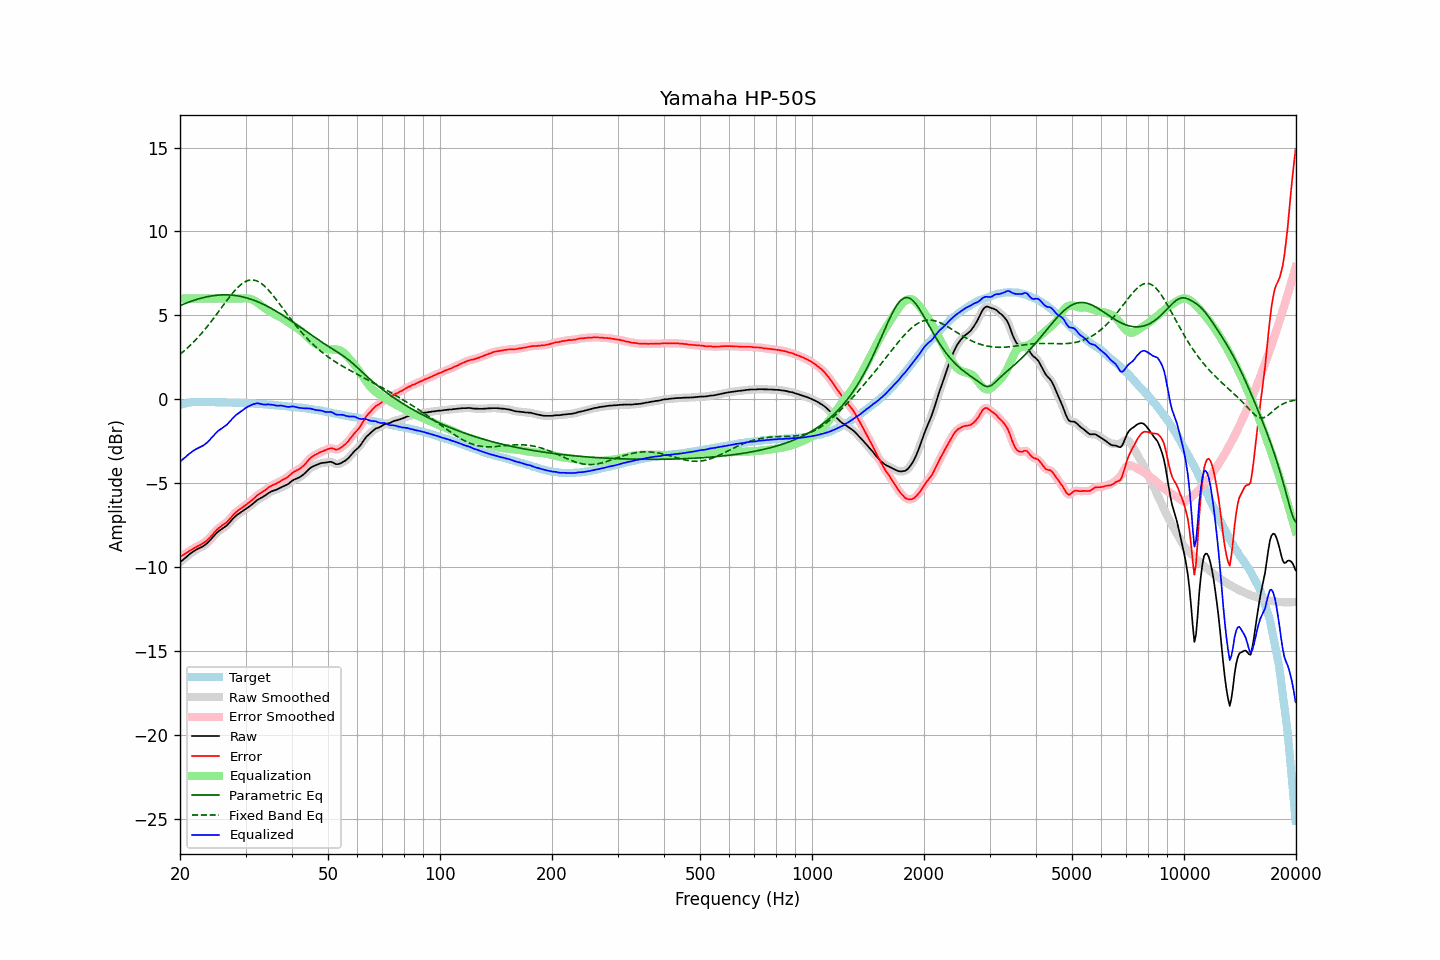 Yamaha HP-50S
Amplitude (dBr)
15
10
5
0
−5
−10
−15
−20
−25
Target
Raw Smoothed
Error Smoothed
Raw
Error
Equalization
Parametric Eq
Fixed Band Eq
Equalized
20
50
100
200
500
1000
2000
5000
10000
20000
Frequency (Hz)